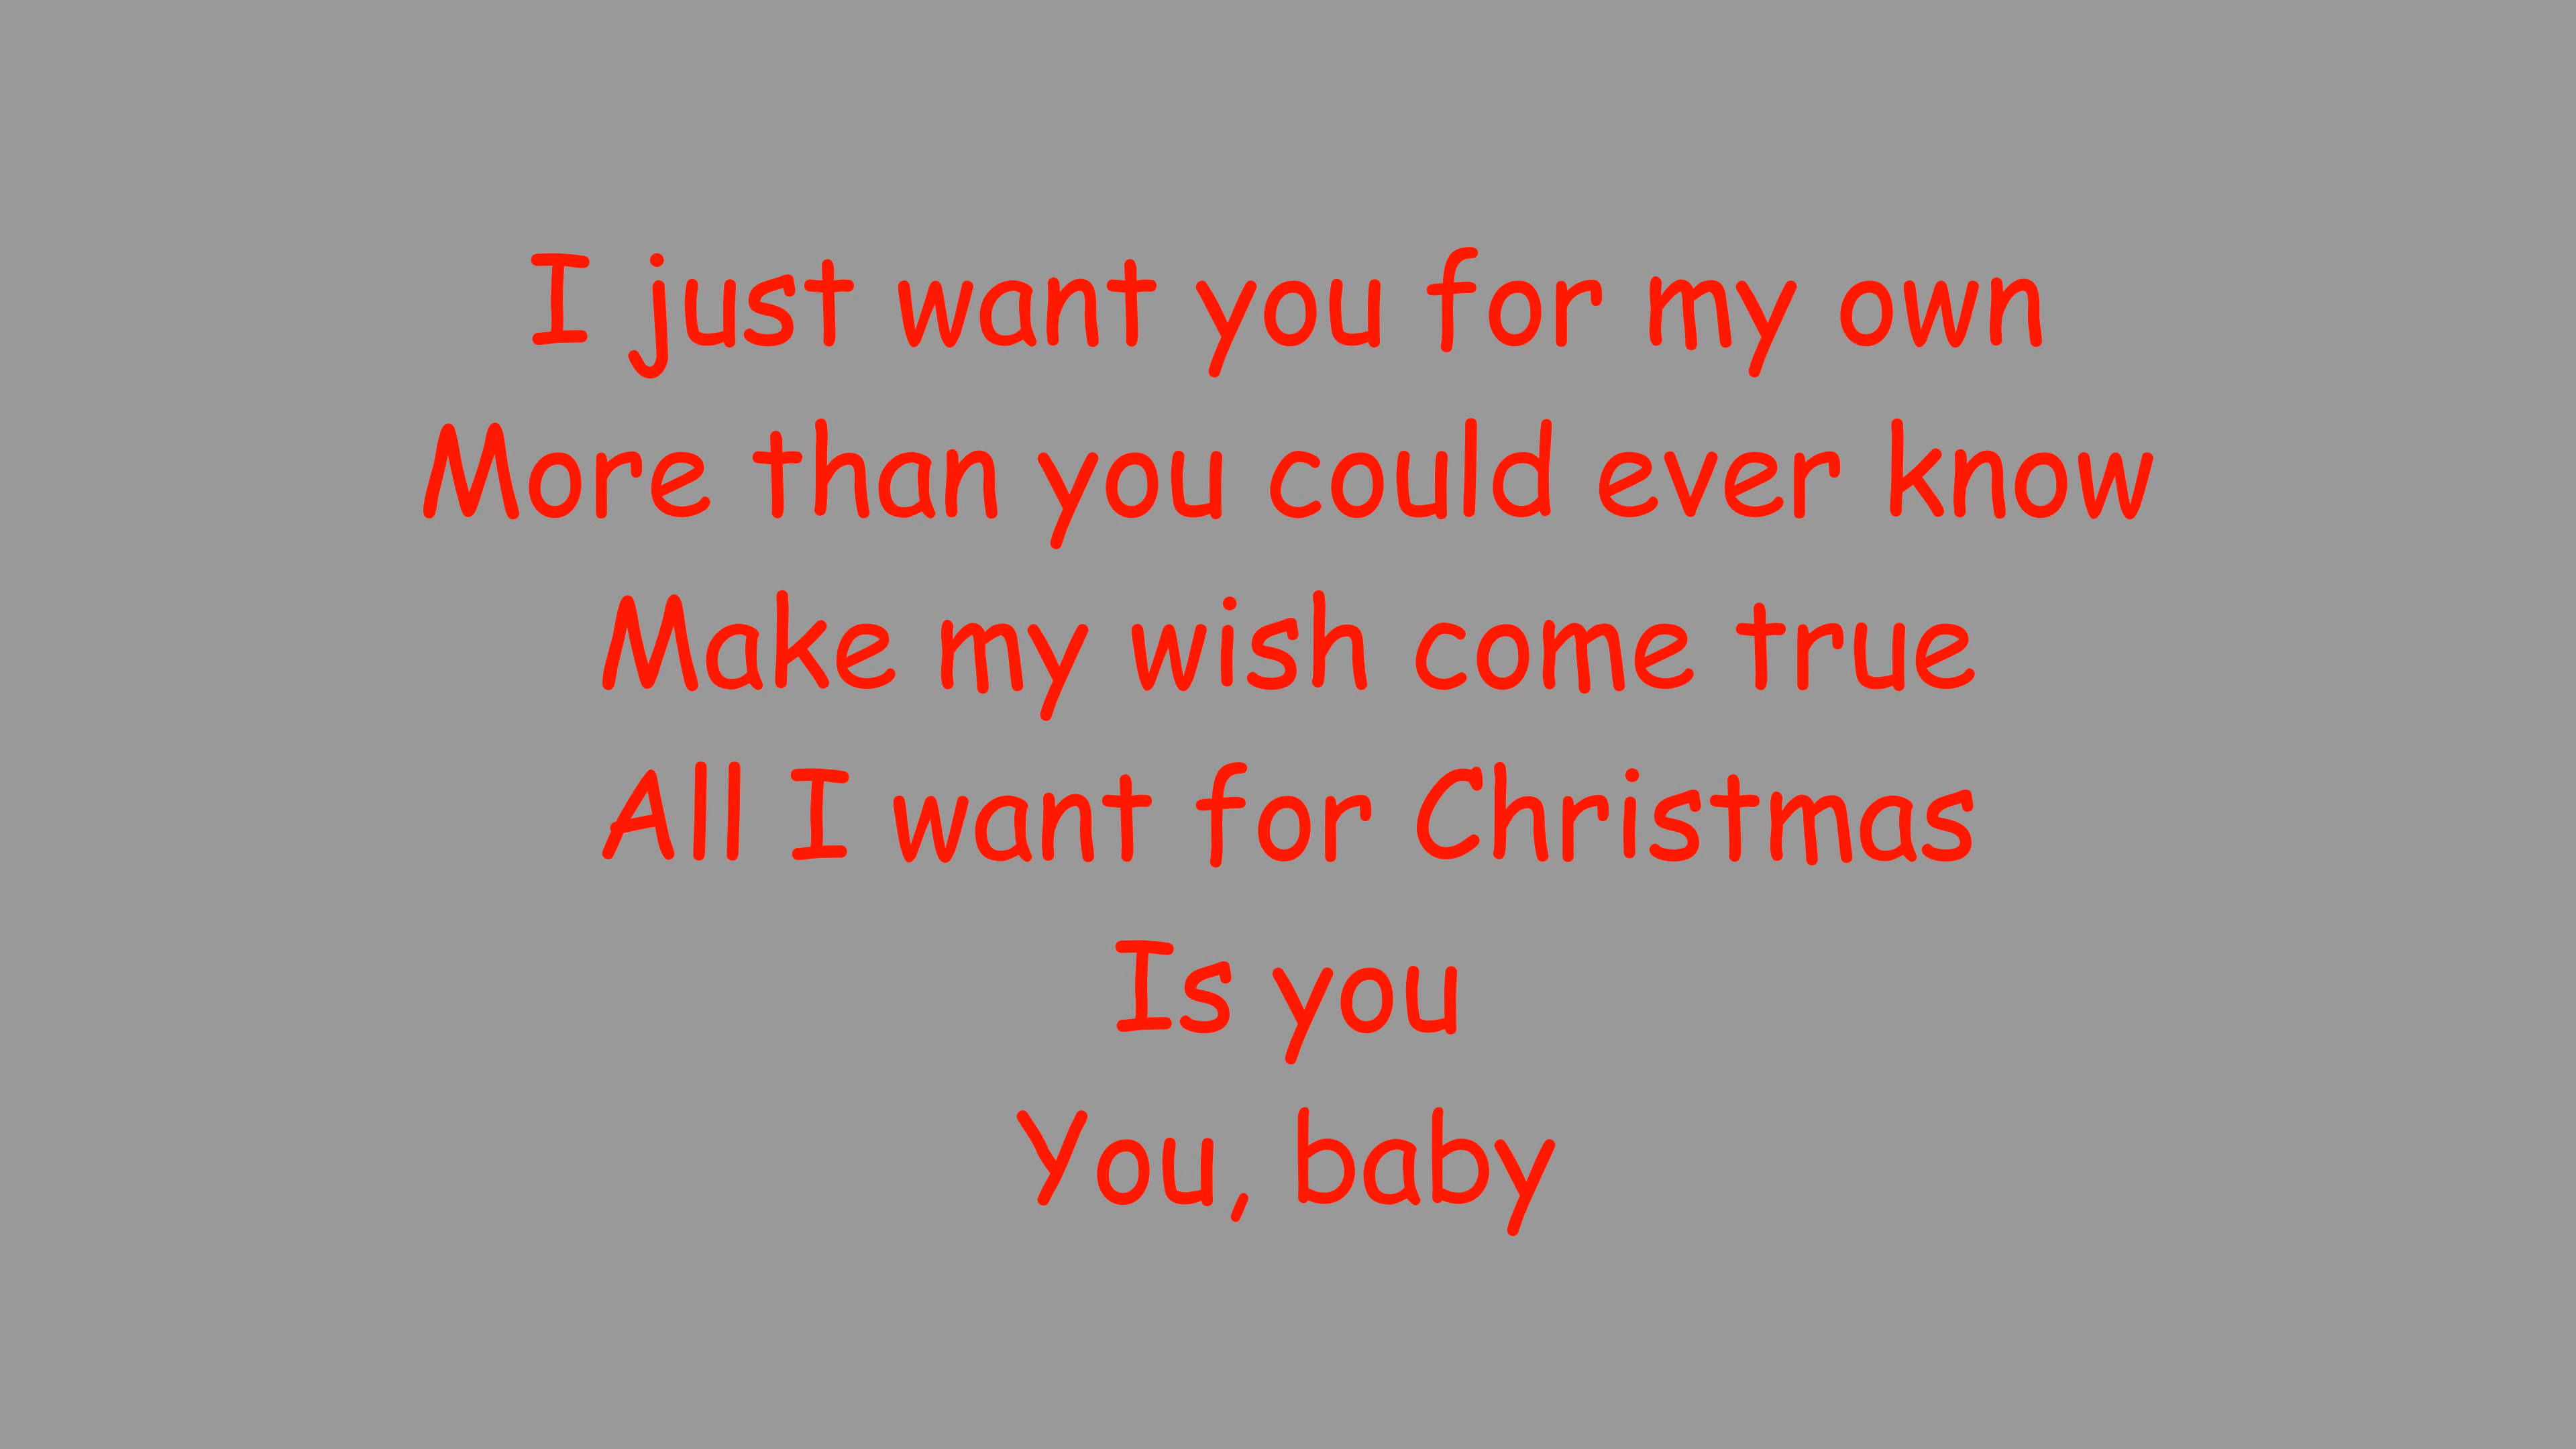 I just want you for my own
More than you could ever know
Make my wish come true
All I want for Christmas
Is you
You, baby